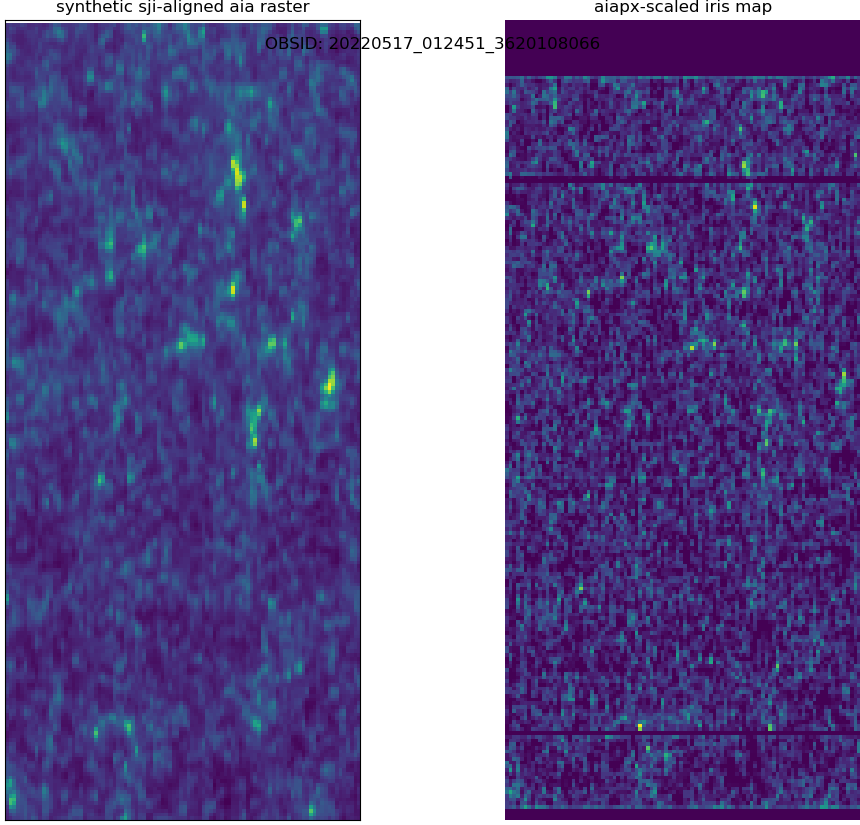 synthetic sji-aligned aia raster
aiapx-scaled iris map
OBSID: 20220517_012451_3620108066